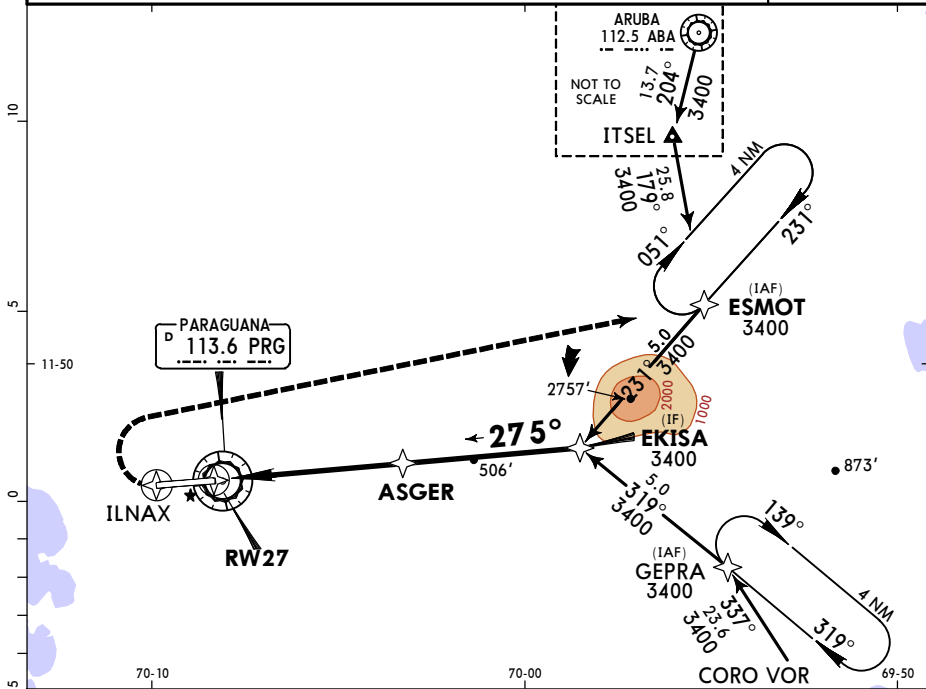 ARUBA
112.5 ABA
NOT TO
SCALE
13.7
204°
3400
ITSEL
25.8
179°
3400
4 NM
051°
231°
(IAF)
ESMOT
3400
PARAGUANA
D 113.6 PRG
5.0
231°
3400
2757'
2000
1000
(IF)
EKISA
3400
275°
506'
873'
ASGER
ILNAX
RW27
5.0
319°
3400
139°
(IAF)
GEPRA
3400
4 NM
319°
337°
23.6
3400
CORO VOR
10
5
0
5
11-50
70-10
70-00
69-50